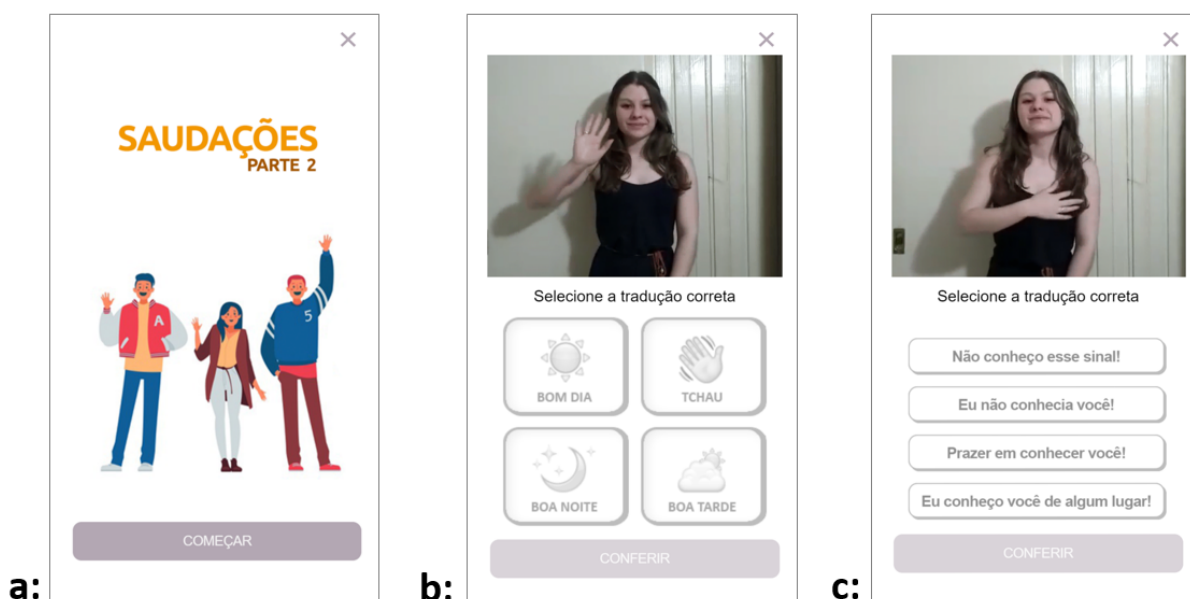 a:
×
SAUDAÇÕES
PARTE 2
A
5
COMEÇAR
b:
×
Selecione a tradução correta
BOM DIA
TCHAU
BOA NOITE
BOA TARDE
CONFERIR
c:
×
Selecione a tradução correta
Não conheço esse sinal!
Eu não conhecia você!
Prazer em conhecer você!
Eu conheço você de algum lugar!
CONFERIR